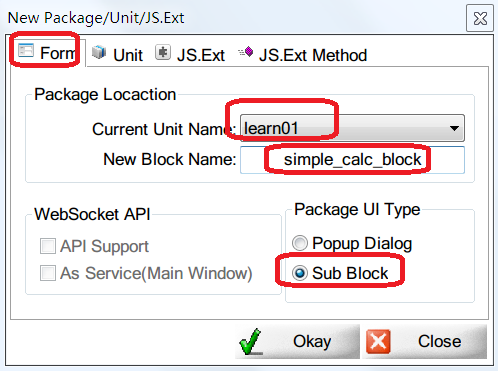 New Package/Unit/JS.Ext
Form Unit JS.Ext JS.Ext Method
Package Locaction
Current Unit Name: learn01
New Block Name: simple_calc_block
WebSocket API
API Support
As Service(Main Window)
Package UI Type
Popup Dialog
Sub Block
Okay Close